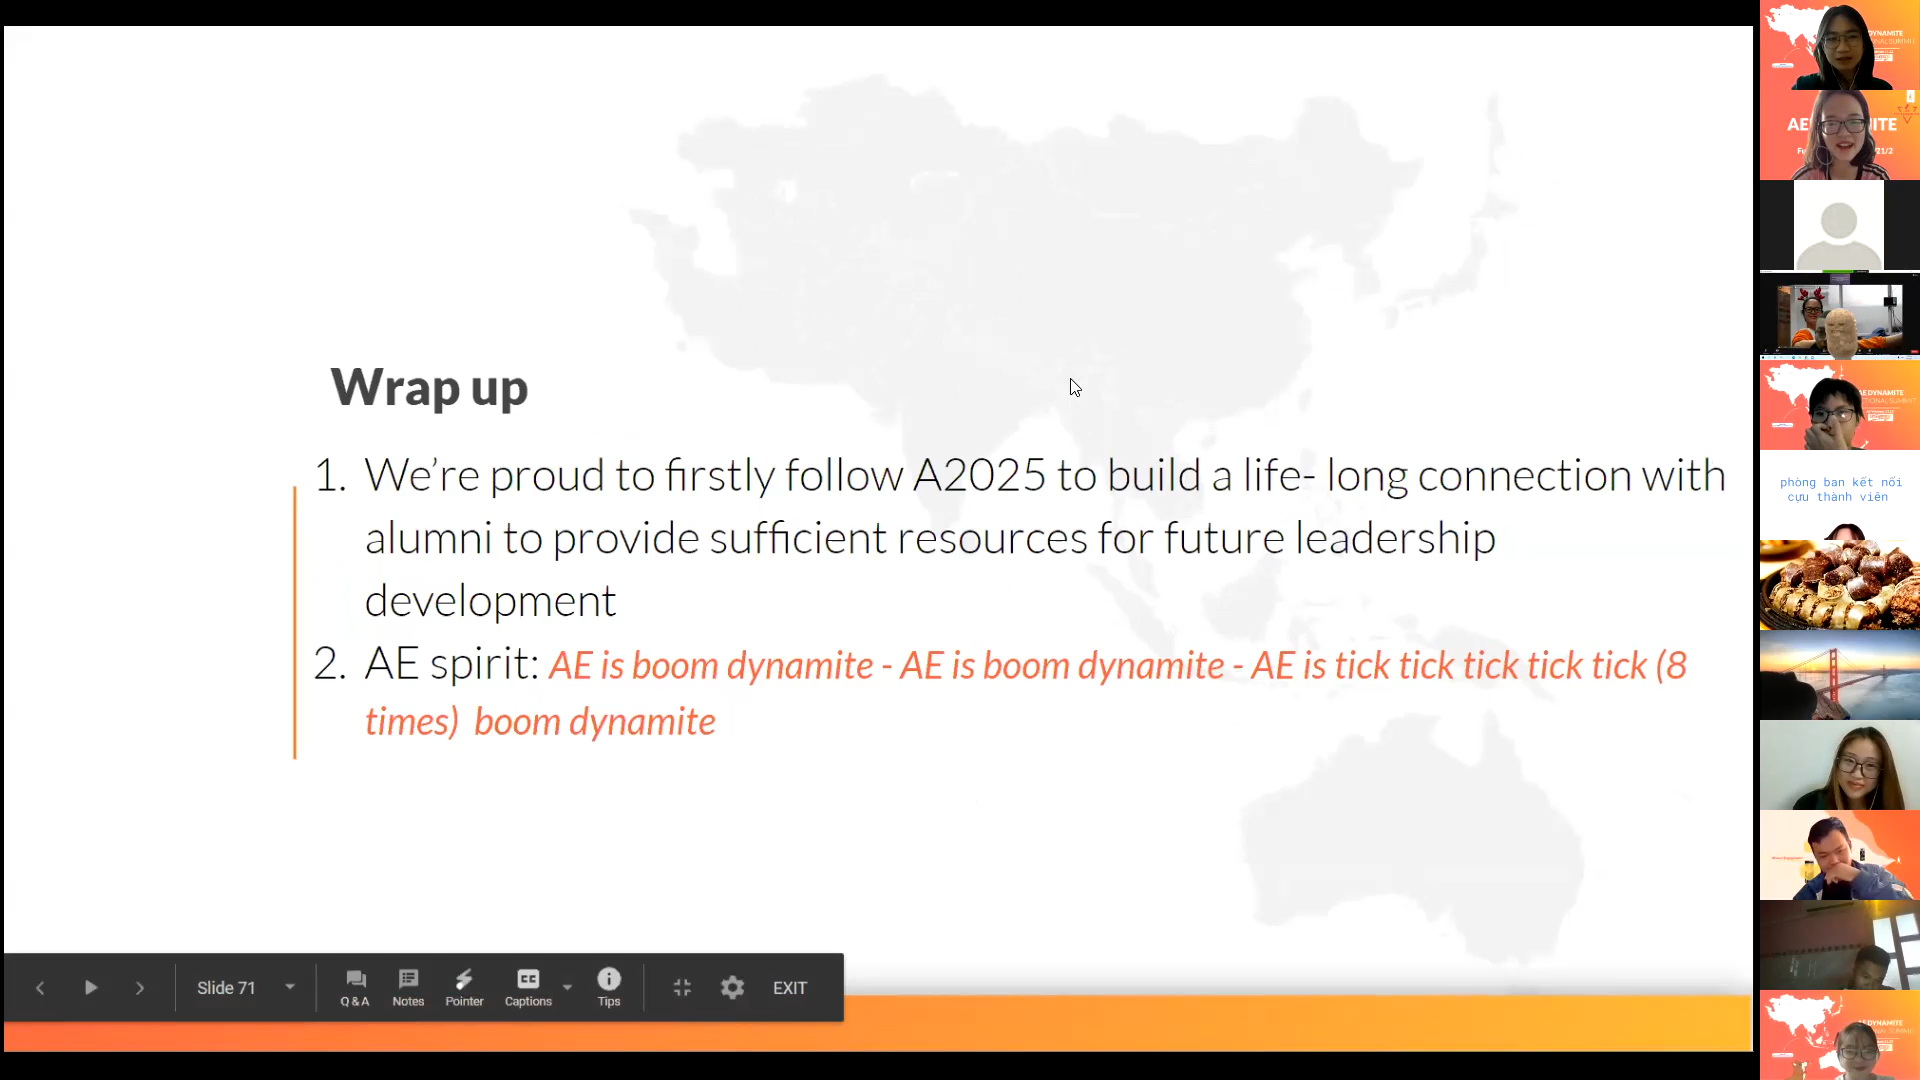 Wrap up
1. We’re proud to firstly follow A2025 to build a life- long connection with
alumni to provide sufficient resources for future leadership
development
2. AE spirit: AE is boom dynamite - AE is boom dynamite - AE is tick tick tick tick tick (8
times) boom dynamite
Slide 71
Q & A
Notes
Pointer
Captions
Tips
EXIT
phòng ban kết nối
cựu thành viên